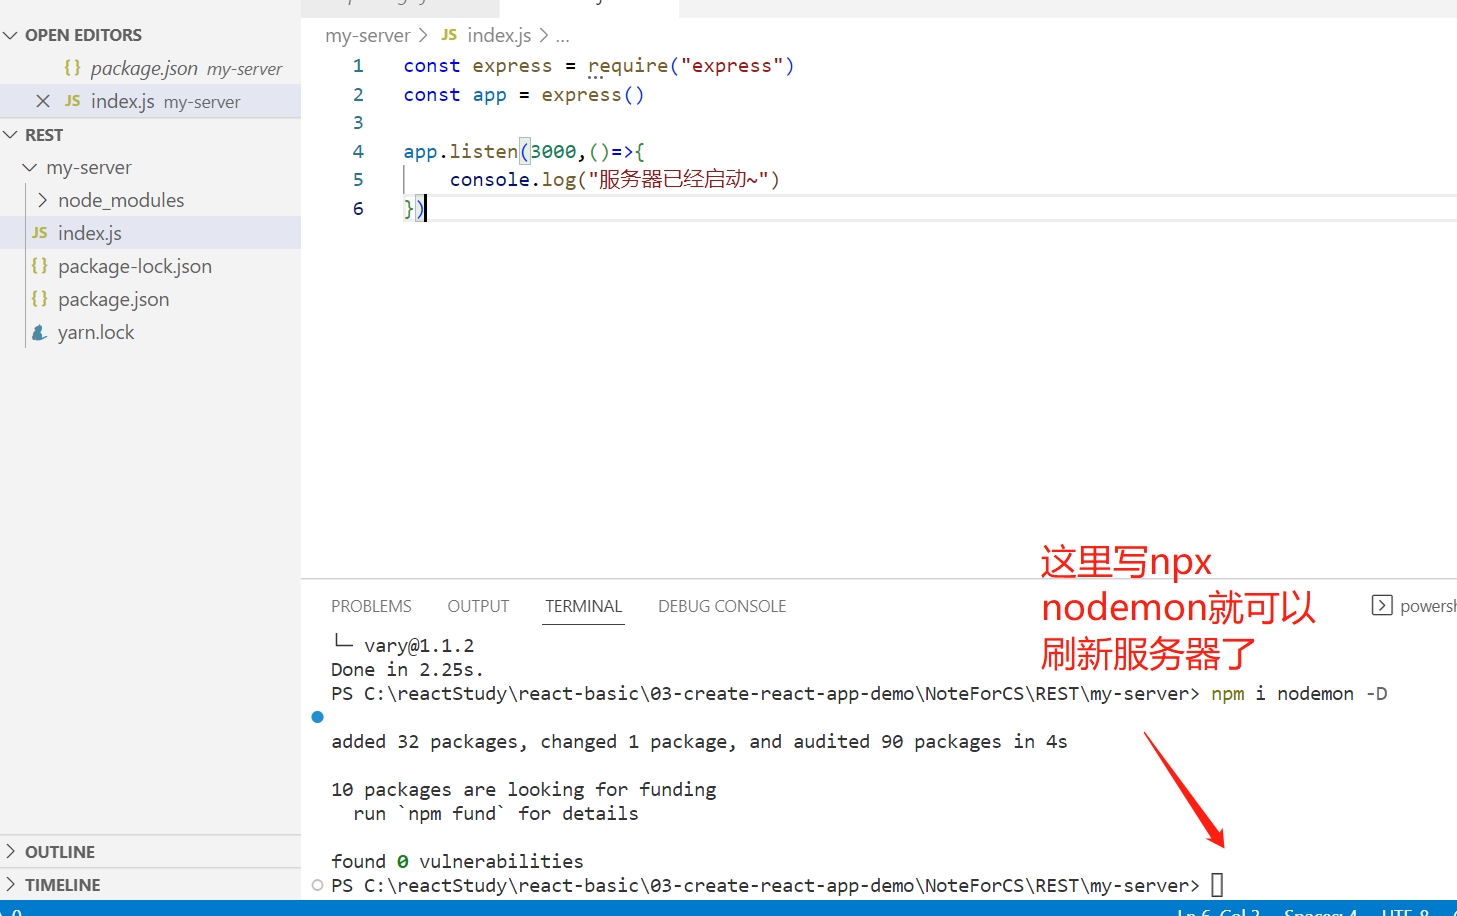 OPEN EDITORS
{} package.json my-server
JS index.js my-server
REST
my-server
node_modules
JS index.js
{} package-lock.json
{} package.json
yarn.lock
OUTLINE
TIMELINE
my-server > JS index.js > ...
1 const express = require("express")
2 const app = express()
3
4 app.listen(3000,()=>{
5 console.log("服务器已经启动~")
6 })
这里写npx
nodemon就可以
刷新服务器了
PROBLEMS OUTPUT TERMINAL DEBUG CONSOLE
powersh
└─ vary@1.1.2
Done in 2.25s.
PS C:\reactStudy\react-basic\03-create-react-app-demo\NoteForCS\REST\my-server> npm i nodemon -D
added 32 packages, changed 1 package, and audited 90 packages in 4s
10 packages are looking for funding
run `npm fund` for details
found 0 vulnerabilities
PS C:\reactStudy\react-basic\03-create-react-app-demo\NoteForCS\REST\my-server>